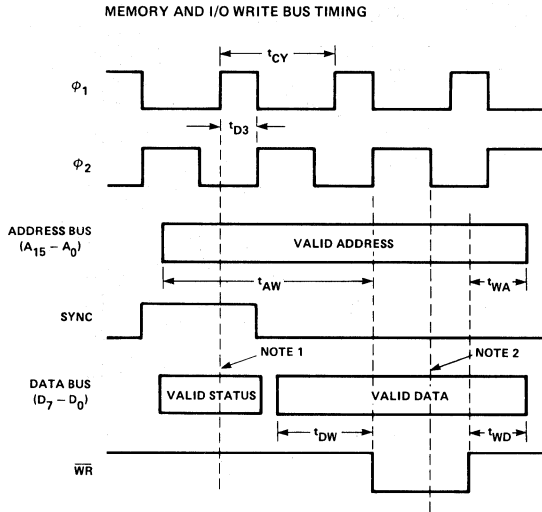 MEMORY AND I/O WRITE BUS TIMING
tCY
ϕ1
tD3
ϕ2
ADDRESS BUS
(A15 – A0)
VALID ADDRESS
tAW
tWA
SYNC
NOTE 1
NOTE 2
DATA BUS
(D7 – D0)
VALID STATUS
VALID DATA
tDW
tWD
W̅R̅